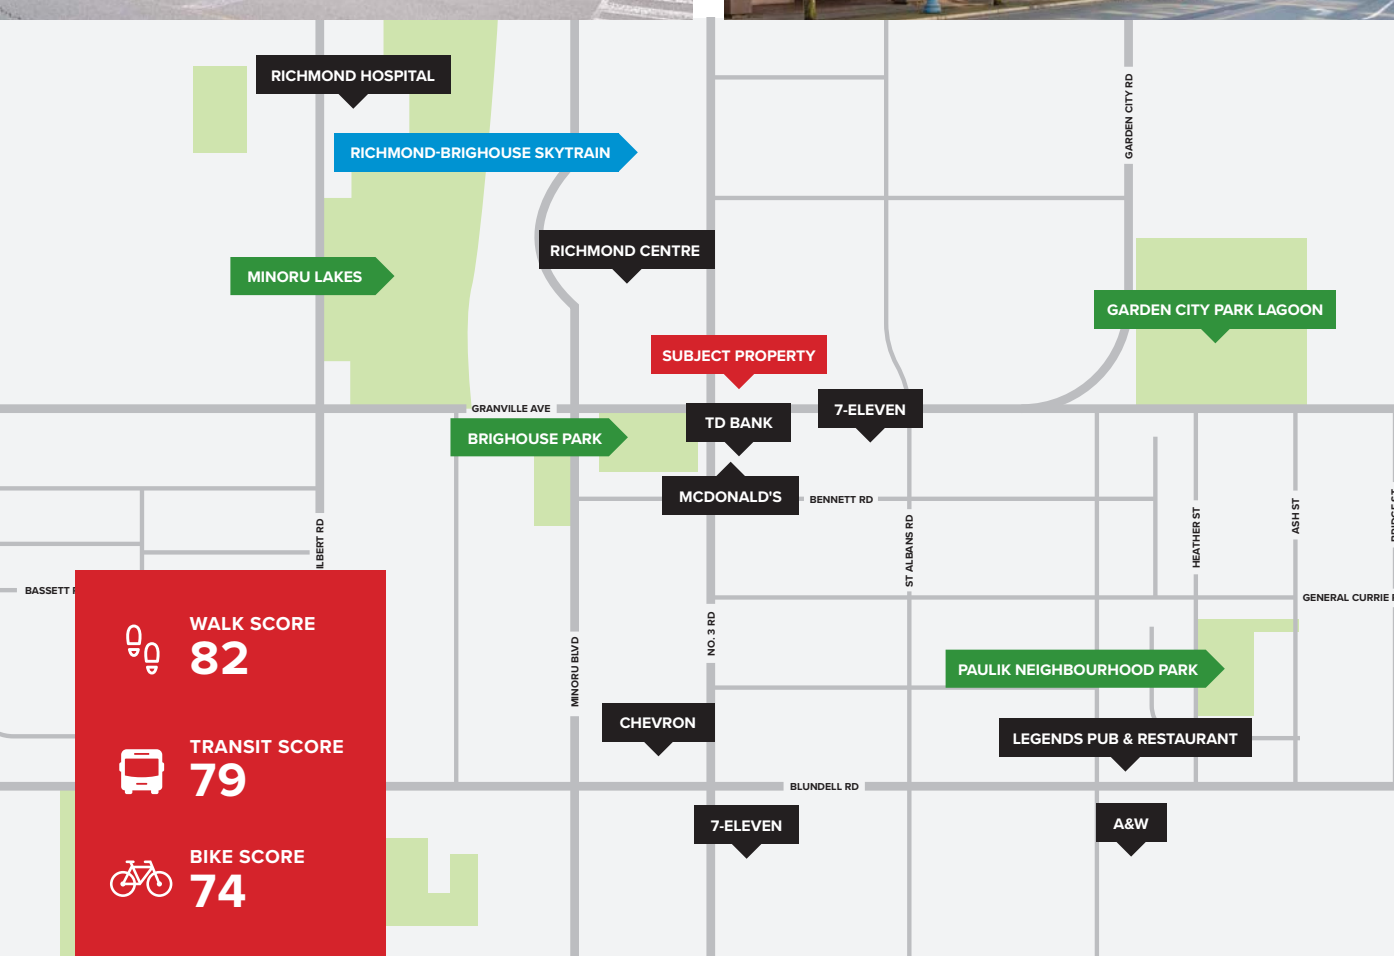 RICHMOND HOSPITAL
GARDEN CITY RD
RICHMOND-BRIGHOUSE SKYTRAIN
RICHMOND CENTRE
MINORU LAKES
GARDEN CITY PARK LAGOON
SUBJECT PROPERTY
GRANVILLE AVE
7-ELEVEN
TD BANK
BRIGHOUSE PARK
MCDONALD'S
BENNETT RD
ST ALBANS RD
HEATHER ST
ASH ST
BASSETT
GENERAL CURRIE
NO. 3 RD
MINORU BLVD
PAULIK NEIGHBOURHOOD PARK
CHEVRON
LEGENDS PUB & RESTAURANT
BLUNDELL RD
7-ELEVEN
A&W
WALK SCORE
82
TRANSIT SCORE
79
BIKE SCORE
74